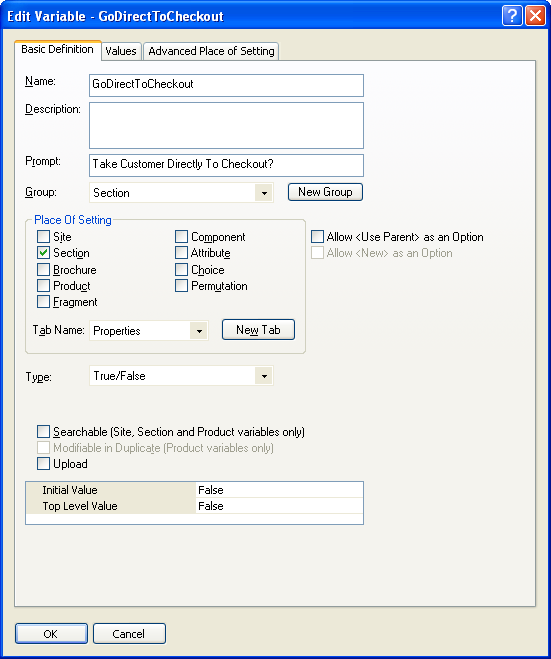 Edit Variable - GoDirectToCheckout
Basic Definition Values Advanced Place of Setting
Name: GoDirectToCheckout
Description:
Prompt: Take Customer Directly To Checkout?
Group: Section New Group
Place Of Setting
Site Component Allow <Use Parent> as an Option
Section Attribute Allow <New> as an Option
Brochure Choice
Product Permutation
Fragment
Tab Name: Properties New Tab
Type: True/False
Searchable (Site, Section and Product variables only)
Modifiable in Duplicate (Product variables only)
Upload
Initial Value False
Top Level Value False
OK Cancel